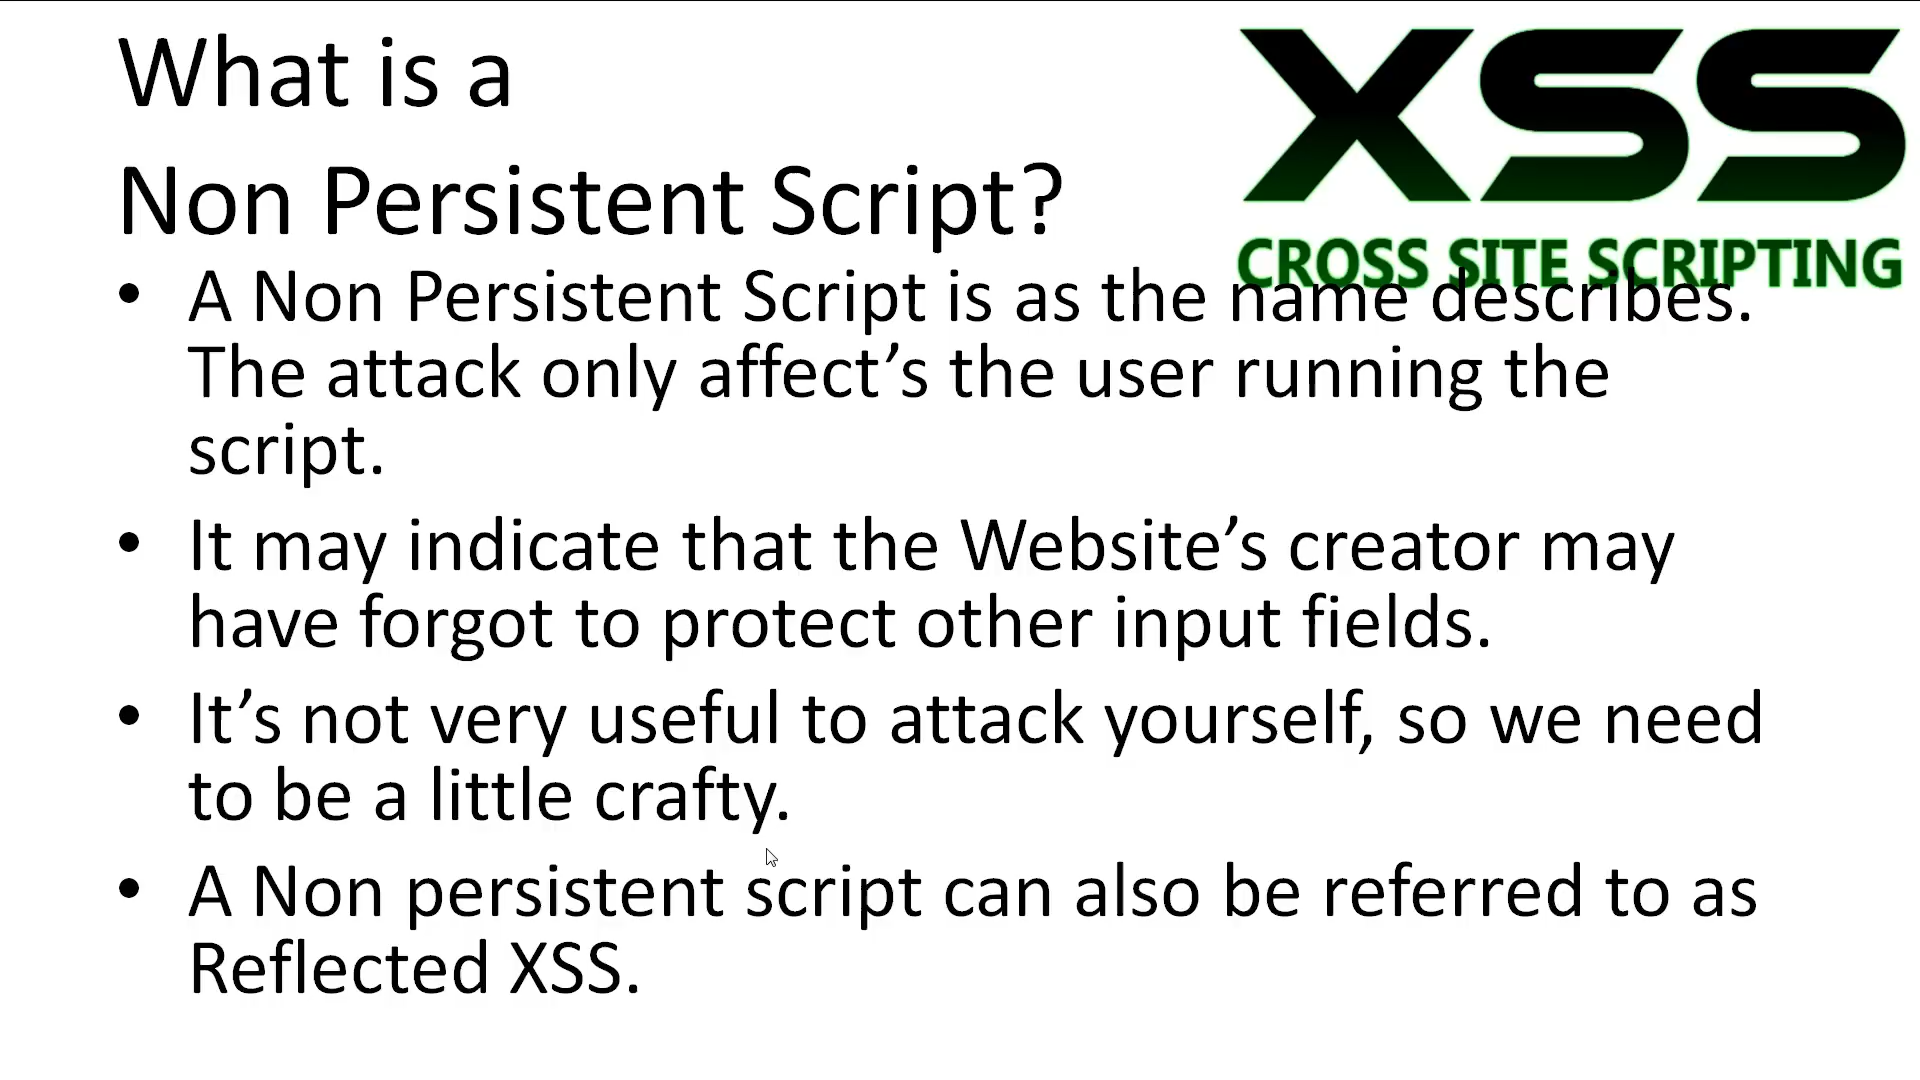 What is a
Non Persistent Script?
XSS
CROSS SITE SCRIPTING
• A Non Persistent Script is as the name describes.
The attack only affect’s the user running the
script.
• It may indicate that the Website’s creator may
have forgot to protect other input fields.
• It’s not very useful to attack yourself, so we need
to be a little crafty.
• A Non persistent script can also be referred to as
Reflected XSS.